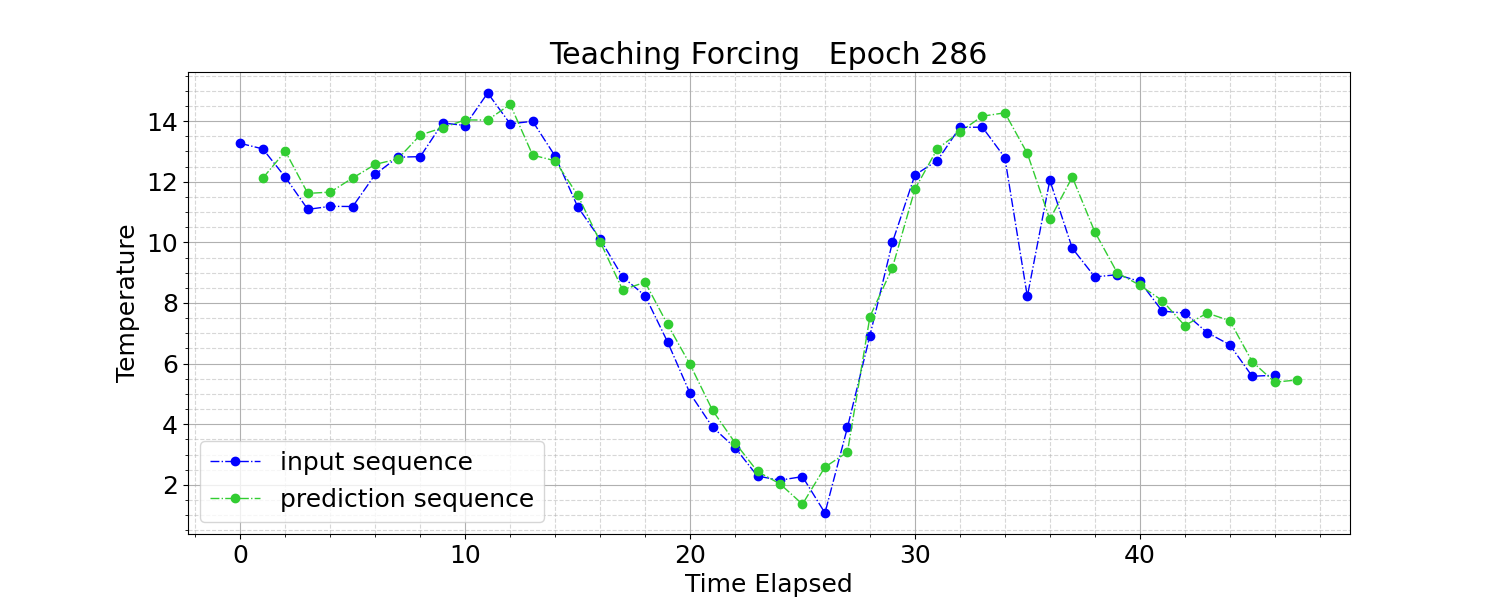 Teaching Forcing   Epoch 286
Temperature
14
12
10
8
6
4
2
input sequence
prediction sequence
0 10 20 30 40
Time Elapsed